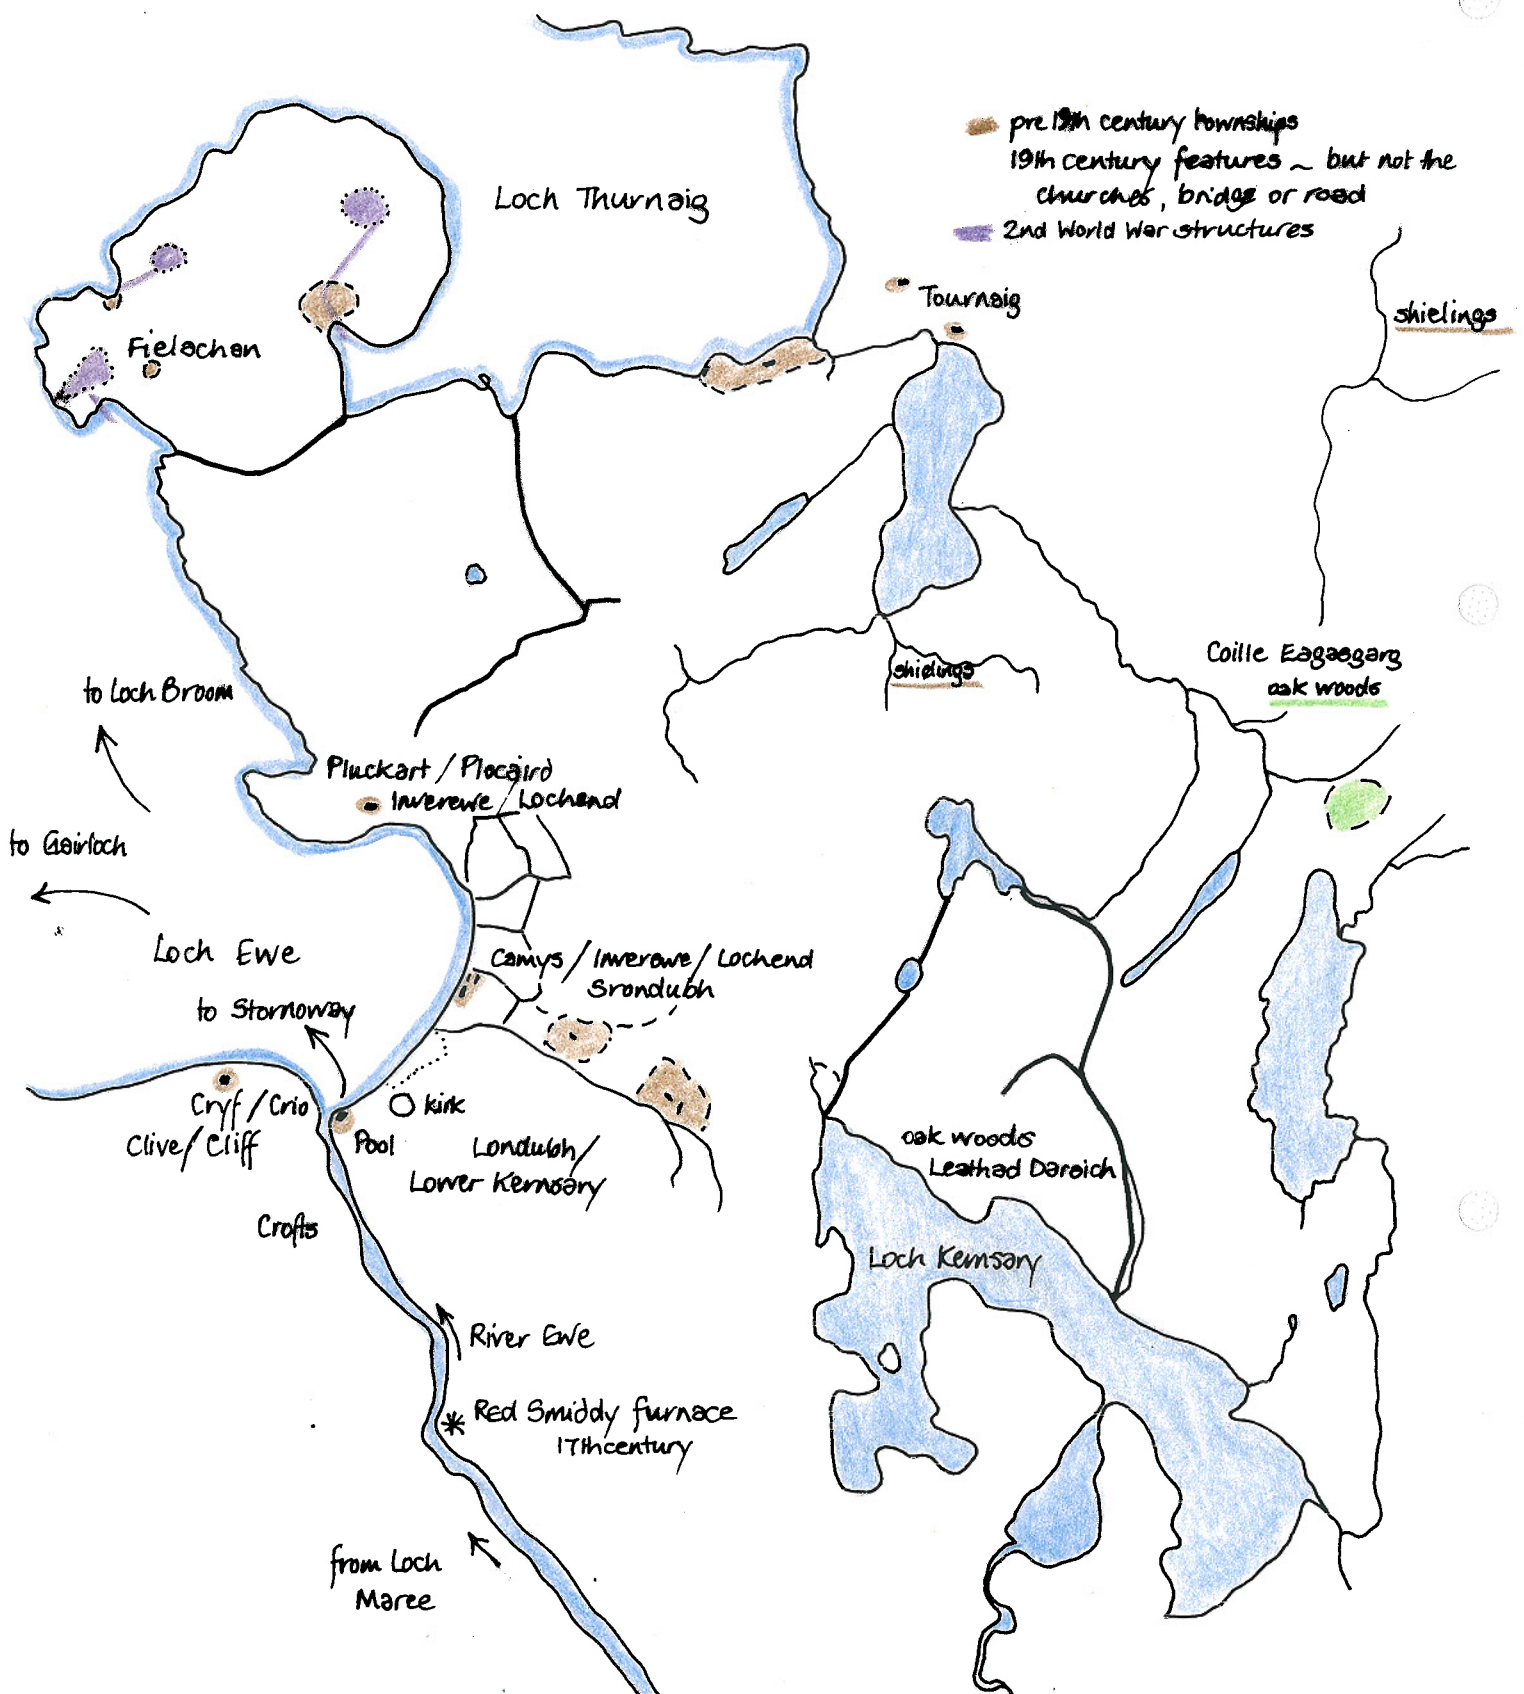 pre 19th century townships
19th century features ~ but not the
churches, bridge or road
2nd World War structures
Loch Thurnaig
Tournaig
shielings
Fielachan
Coille Eagasgarg
oak woods
shielings
to Loch Broom
Pluckart / Plocaird
Inverewe / Lochend
to Gairloch
Loch Ewe
Camys / Inverewe / Lochend
Srondubh
to Stornoway
Cryf / Crio
Clive / Cliff
Pool
kirk
Londubh /
Lower Kernsary
oak woods
Leathad Daraich
Crofts
Loch Kernsary
River Ewe
Red Smiddy furnace
17th century
from Loch
Maree